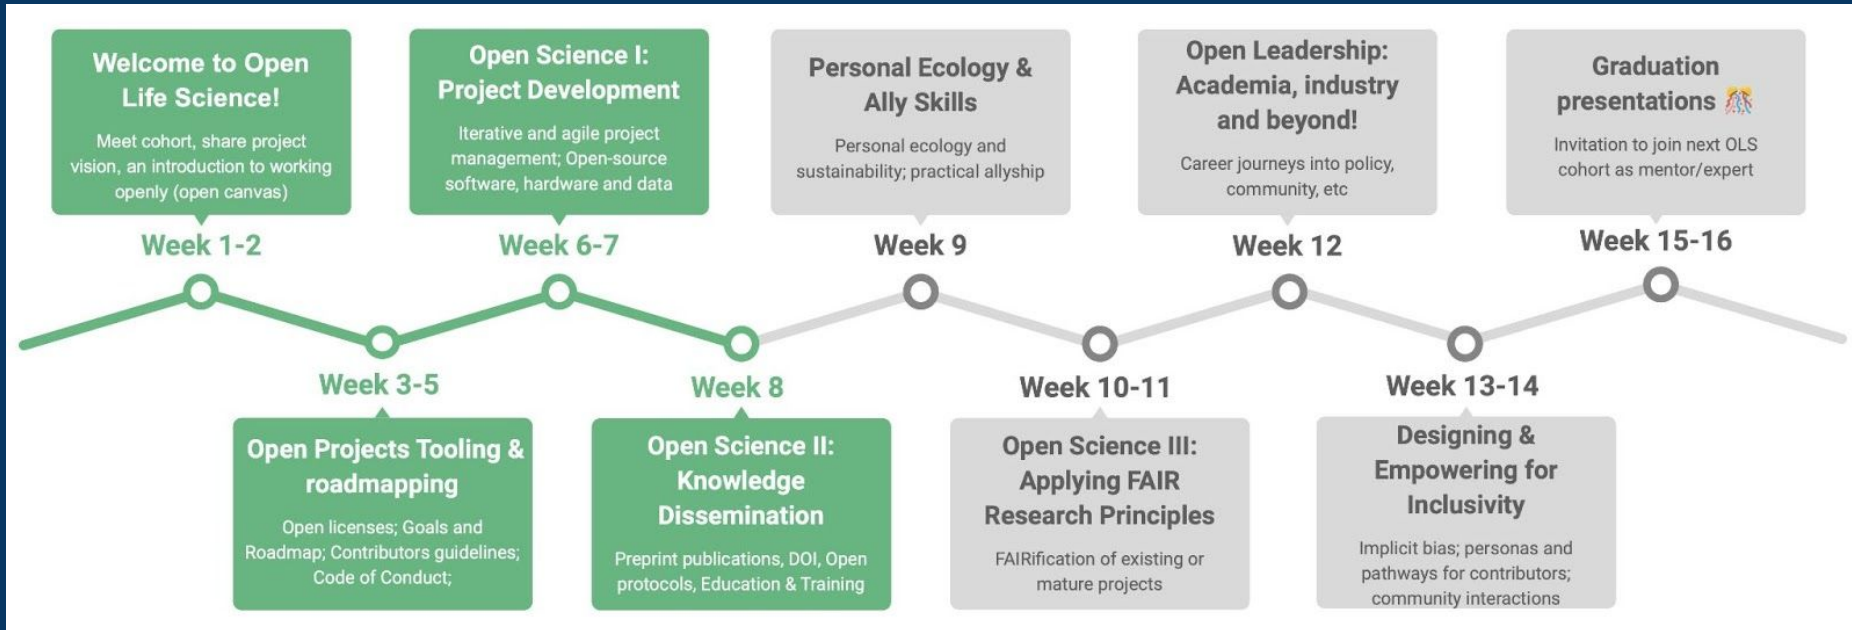 Welcome to Open
Life Science!
Meet cohort, share project
vision, an introduction to working
openly (open canvas)
Week 1-2
Open Projects Tooling &
roadmapping
Open licenses; Goals and
Roadmap; Contributors guidelines;
Code of Conduct;
Week 3-5
Open Science I:
Project Development
Iterative and agile project
management; Open-source
software, hardware and data
Week 6-7
Week 8
Open Science II:
Knowledge
Dissemination
Preprint publications, DOI, Open
protocols, Education & Training
Personal Ecology &
Ally Skills
Personal ecology and
sustainability; practical allyship
Week 9
Week 10-11
Open Science III:
Applying FAIR
Research Principles
FAIRification of existing or
mature projects
Open Leadership:
Academia, industry
and beyond!
Career journeys into policy,
community, etc
Week 12
Week 13-14
Designing &
Empowering for
Inclusivity
Implicit bias; personas and
pathways for contributors;
community interactions
Graduation
presentations 🎊
Invitation to join next OLS
cohort as mentor/expert
Week 15-16